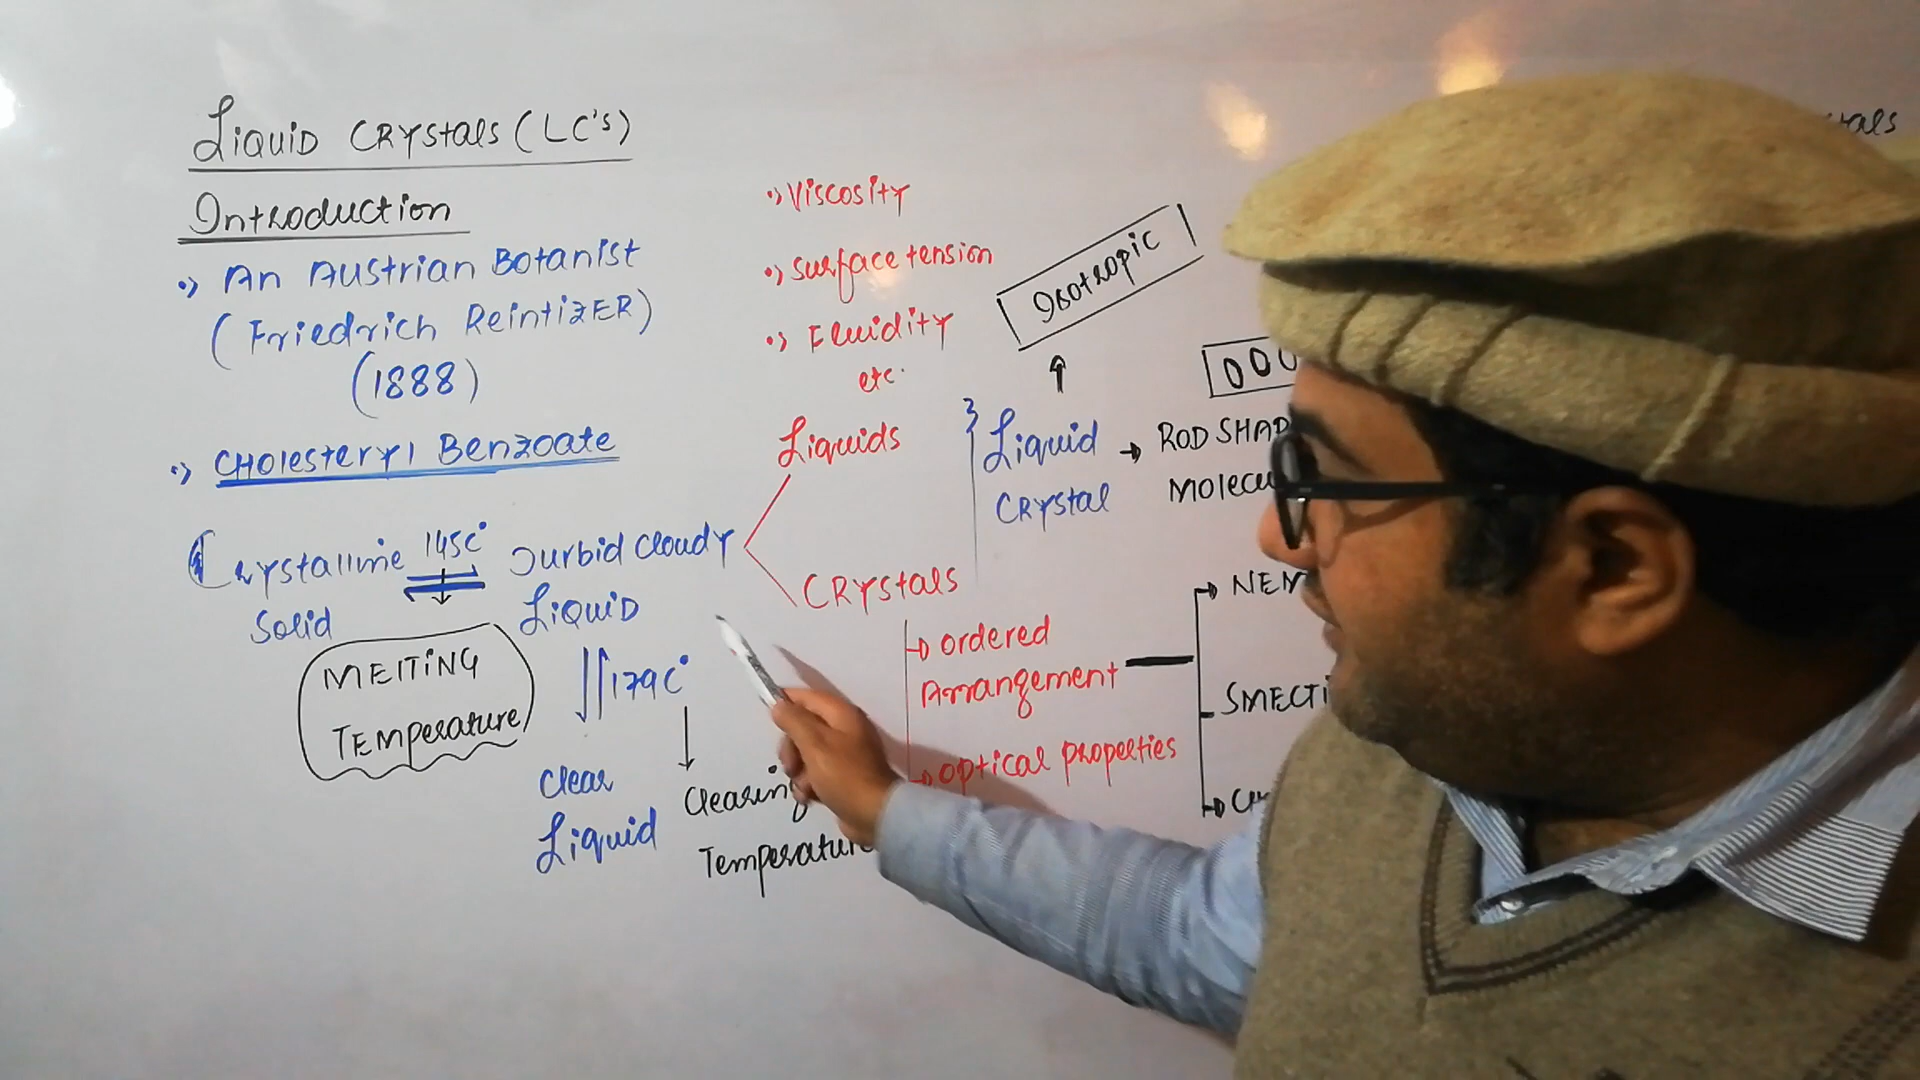 Liquid Crystals (LC's)
Introduction
An Austrian Botanist
(Friedrich ReintizER)
(1888)
Cholesteryl Benzoate
Crystalline 145C° Turbid cloudy
Solid LiQuiD
MElTiNG
TEMperature
179C°
Clear
Liquid
Clearing
Temperature
Viscosity
Surface tension
Fluidity
etc.
Liquids
Crystals
ordered
Arrangement
optical properties
Isotropic
Liquid
Crystal
ROD SHAP
Molecu
NEM
SMECTI